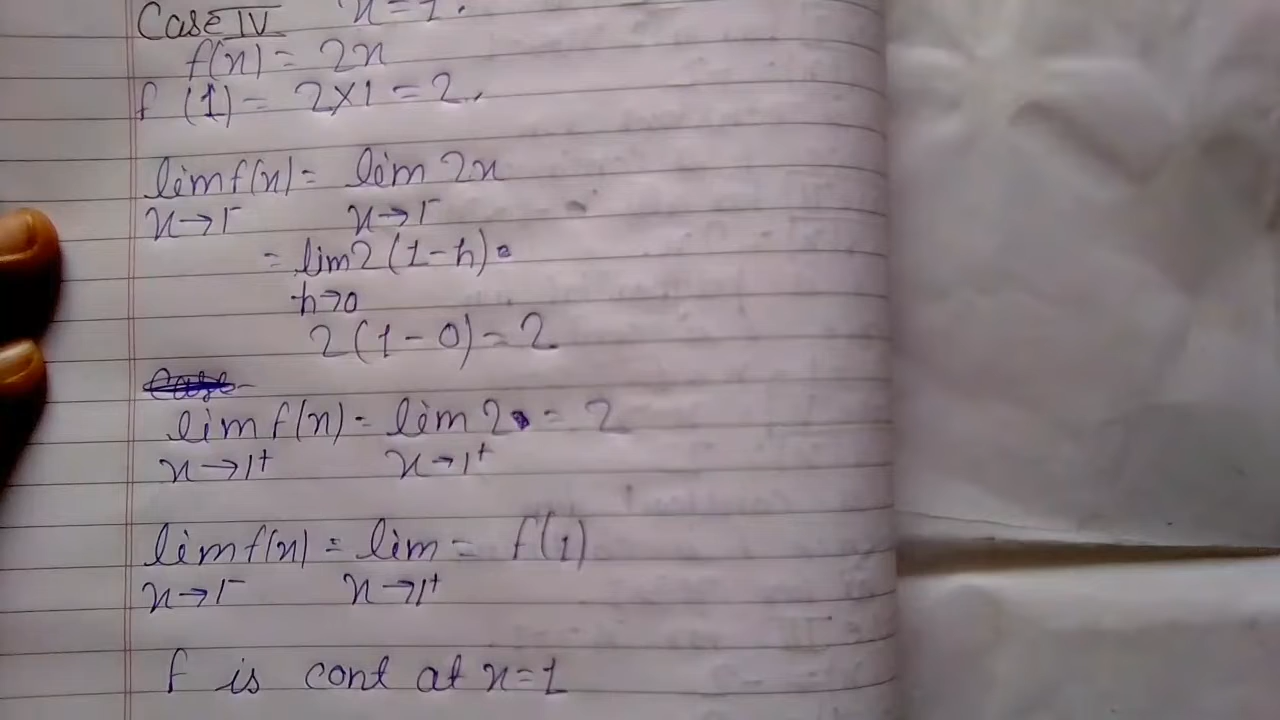 Case IV x=1.
f(x) = 2x
f (1) = 2×1 = 2.
lim f(x) = lim 2x
x→1⁻ x→1⁻
= lim 2(1-h) =
h→0
2(1-0) = 2
lim f(x) = lim 2 = 2
x→1⁺ x→1⁺
lim f(x) = lim = f(1)
x→1⁻ x→1⁺
f is cont at x=1